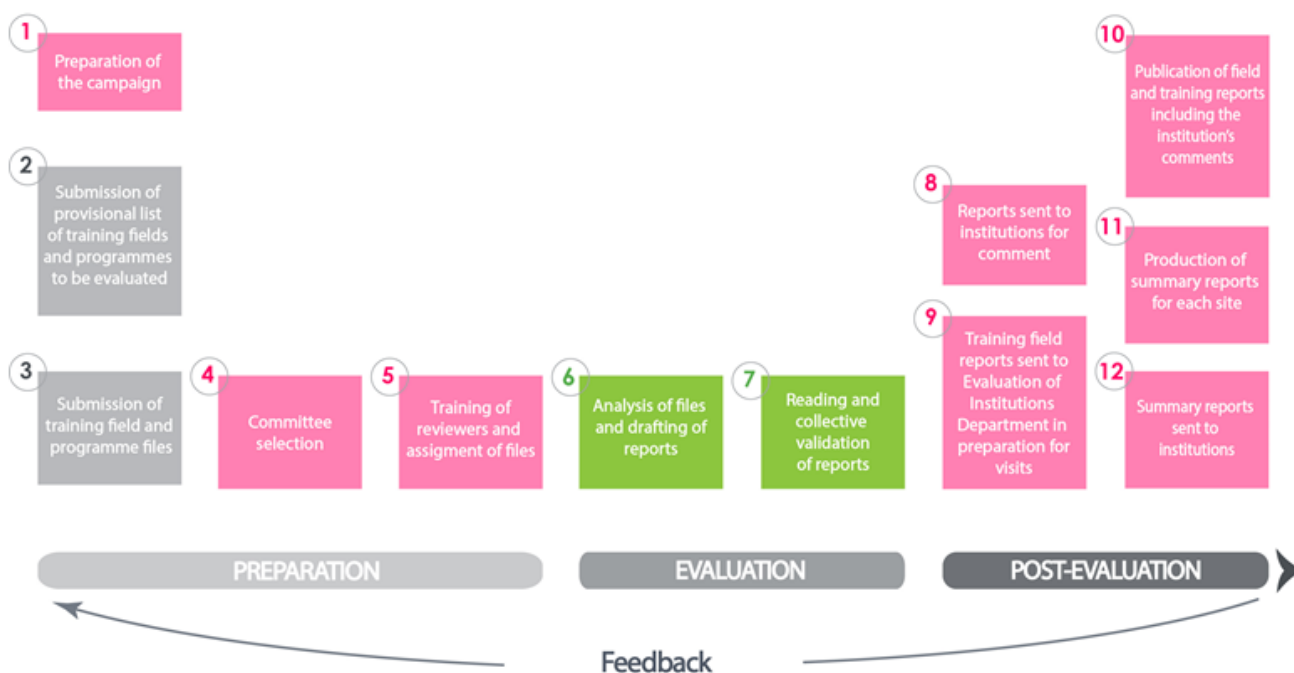 1
Preparation of
the campaign
2
Submission of
provisional list
of training fields
and programmes
to be evaluated
3
Submission of
training field and
programme files
4
Committee
selection
5
Training of
reviewers and
assigment of files
6
Analysis of files
and drafting of
reports
7
Reading and
collective
validation
of reports
8
Reports sent to
institutions for
comment
9
Training field
reports sent to
Evaluation of
Institutions
Department in
preparation for
visits
10
Publication of field
and training reports
including the
institution's
comments
11
Production of
summary reports
for each site
12
Summary reports
sent to
institutions
PREPARATION
EVALUATION
POST-EVALUATION
Feedback